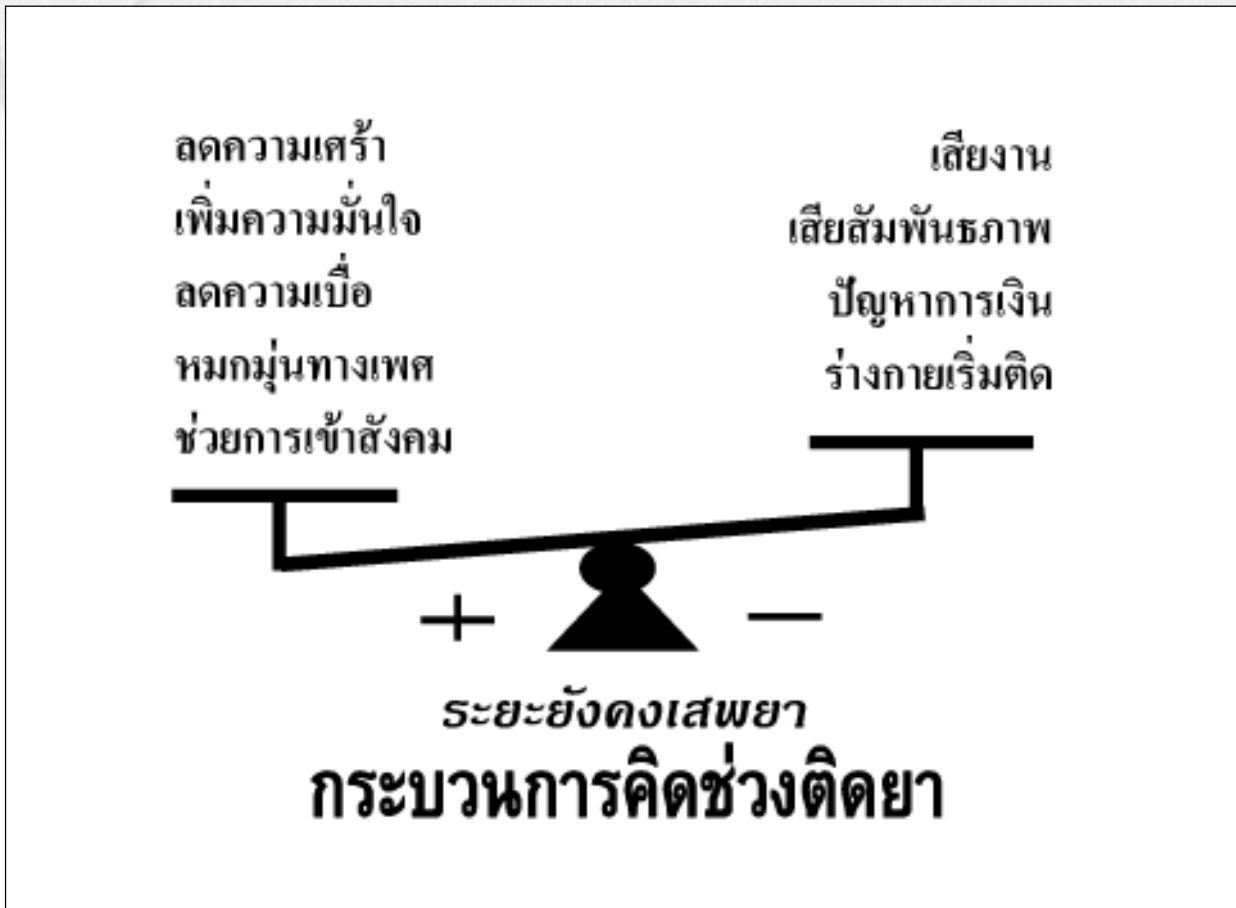 ลดความเศร้า
เพิ่มความมั่นใจ
ลดความเบื่อ
หมกมุ่นทางเพศ
ช่วยการเข้าสังคม
เสียงาน
เสียสัมพันธภาพ
ปัญหาการเงิน
ร่างกายเริ่มติด
+ −
ระยะยังคงเสพยา
กระบวนการคิดช่วงติดยา